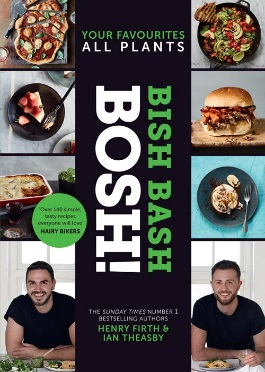 YOUR FAVOURITES
ALL PLANTS
BISH BASH
BOSH!
"Over 140 simple,
tasty recipes
everyone will love"
HAIRY BIKERS
THE SUNDAY TIMES NUMBER 1
BESTSELLING AUTHORS
HENRY FIRTH &
IAN THEASBY